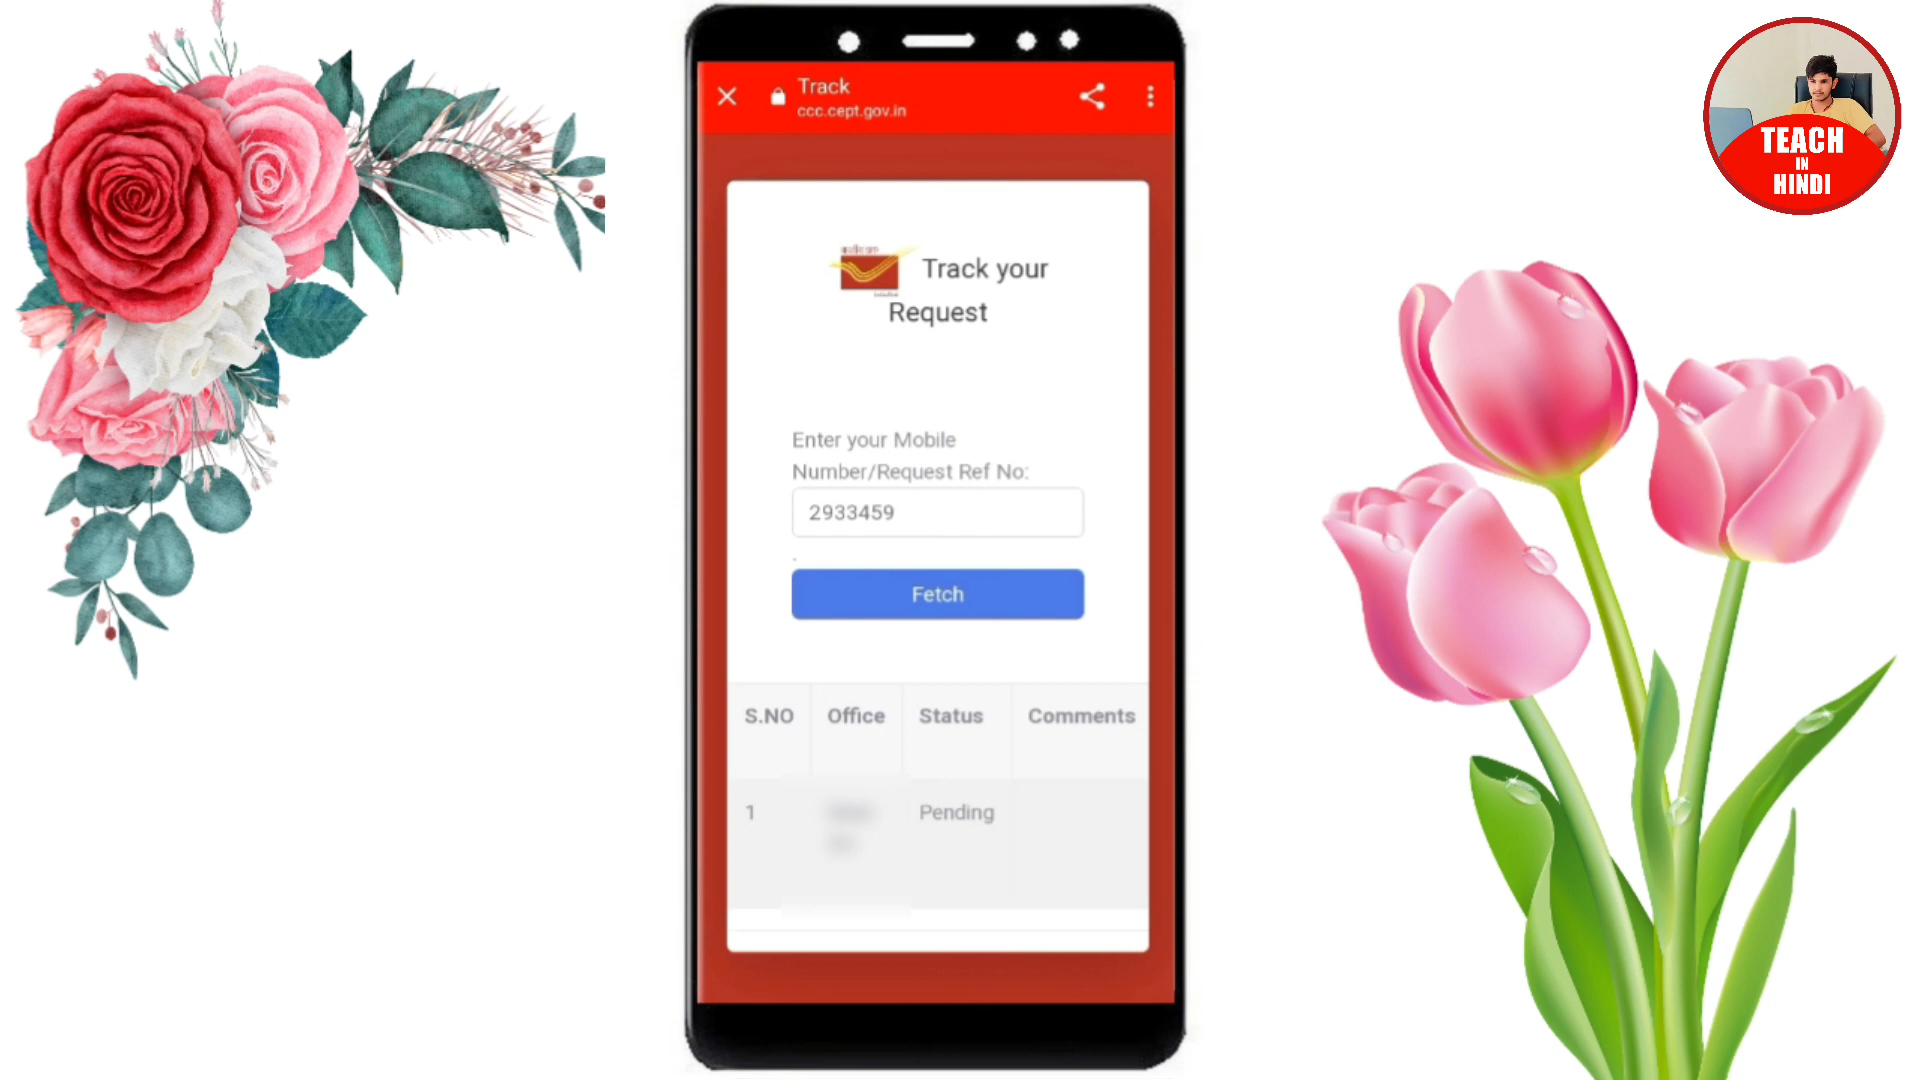 Track
ccc.cept.gov.in
TEACH
IN
HINDI
Track your
Request
Enter your Mobile
Number/Request Ref No:
2933459
Fetch
S.NO Office Status Comments
1 Pending